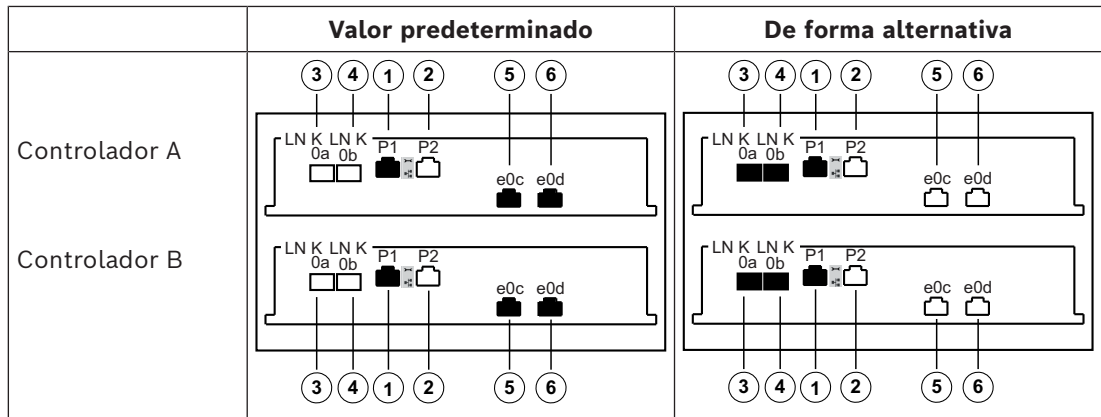 Valor predeterminado De forma alternativa
3 4 1 2 5 6 3 4 1 2 5 6
Controlador A
LN K LN K P1 P2
0a 0b
e0c e0d
LN K LN K P1 P2
0a 0b
e0c e0d
Controlador B
LN K LN K P1 P2
0a 0b
e0c e0d
LN K LN K P1 P2
0a 0b
e0c e0d
3 4 1 2 5 6 3 4 1 2 5 6